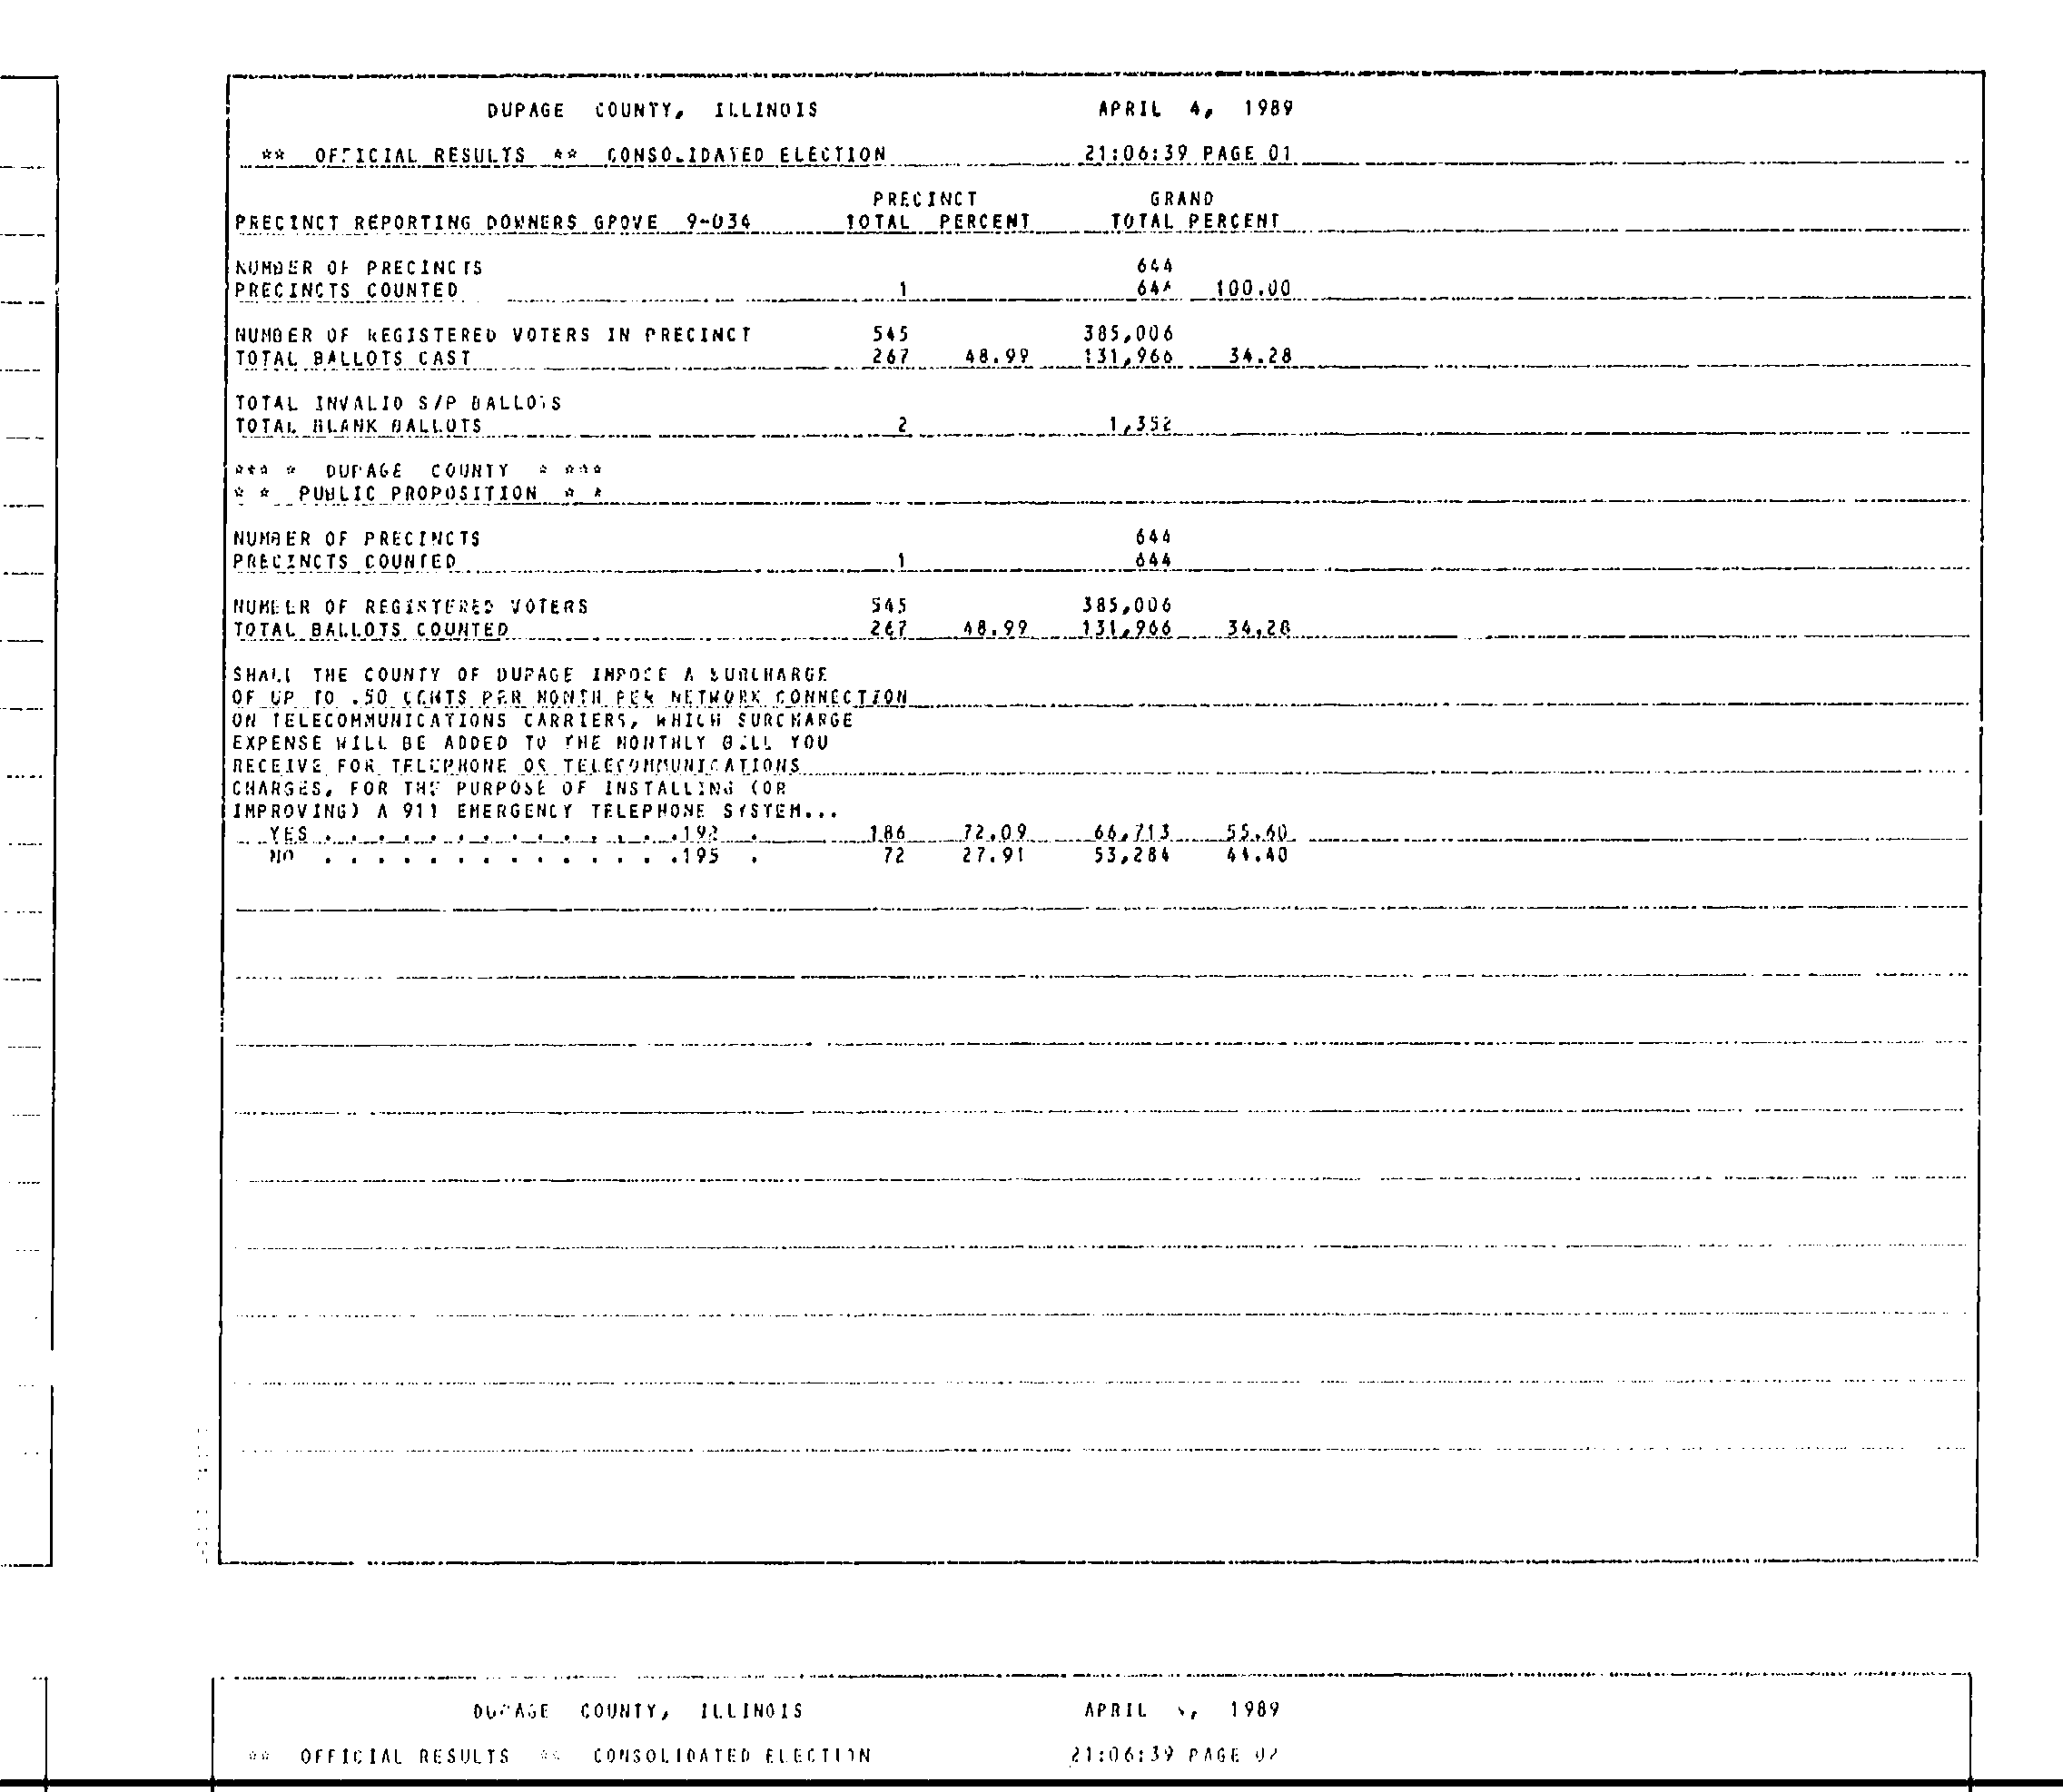 DUPAGE COUNTY, ILLINOIS APRIL 4, 1989
** OFFICIAL RESULTS ** CONSOLIDATED ELECTION 21:06:39 PAGE 01
PRECINCT GRAND
PRECINCT REPORTING DOWNERS GROVE 9-036 TOTAL PERCENT TOTAL PERCENT
NUMBER OF PRECINCTS 644
PRECINCTS COUNTED 1 644 100.00
NUMBER OF REGISTERED VOTERS IN PRECINCT 545 385,006
TOTAL BALLOTS CAST 267 48.99 131,966 34.28
TOTAL INVALID S/P BALLOTS
TOTAL BLANK BALLOTS 2 1,352
*** * DUPAGE COUNTY * ***
* * PUBLIC PROPOSITION * *
NUMBER OF PRECINCTS 644
PRECINCTS COUNTED 1 644
NUMBER OF REGISTERED VOTERS 545 385,006
TOTAL BALLOTS COUNTED 267 48.99 131,966 34.28
SHALL THE COUNTY OF DUPAGE IMPOSE A SURCHARGE
OF UP TO .50 CENTS PER MONTH PER NETWORK CONNECTION
ON TELECOMMUNICATIONS CARRIERS, WHICH SURCHARGE
EXPENSE WILL BE ADDED TO THE MONTHLY BILL YOU
RECEIVE FOR TELEPHONE OR TELECOMMUNICATIONS
CHARGES, FOR THE PURPOSE OF INSTALLING (OR
IMPROVING) A 911 EMERGENCY TELEPHONE SYSTEM...
YES . . . . . . . . . . . . . .192 . 186 72.09 66,713 55.60
NO . . . . . . . . . . . . . .195 . 72 27.91 53,284 44.40
DUPAGE COUNTY, ILLINOIS APRIL 1989
** OFFICIAL RESULTS ** CONSOLIDATED ELECTION 21:06:39 PAGE 02